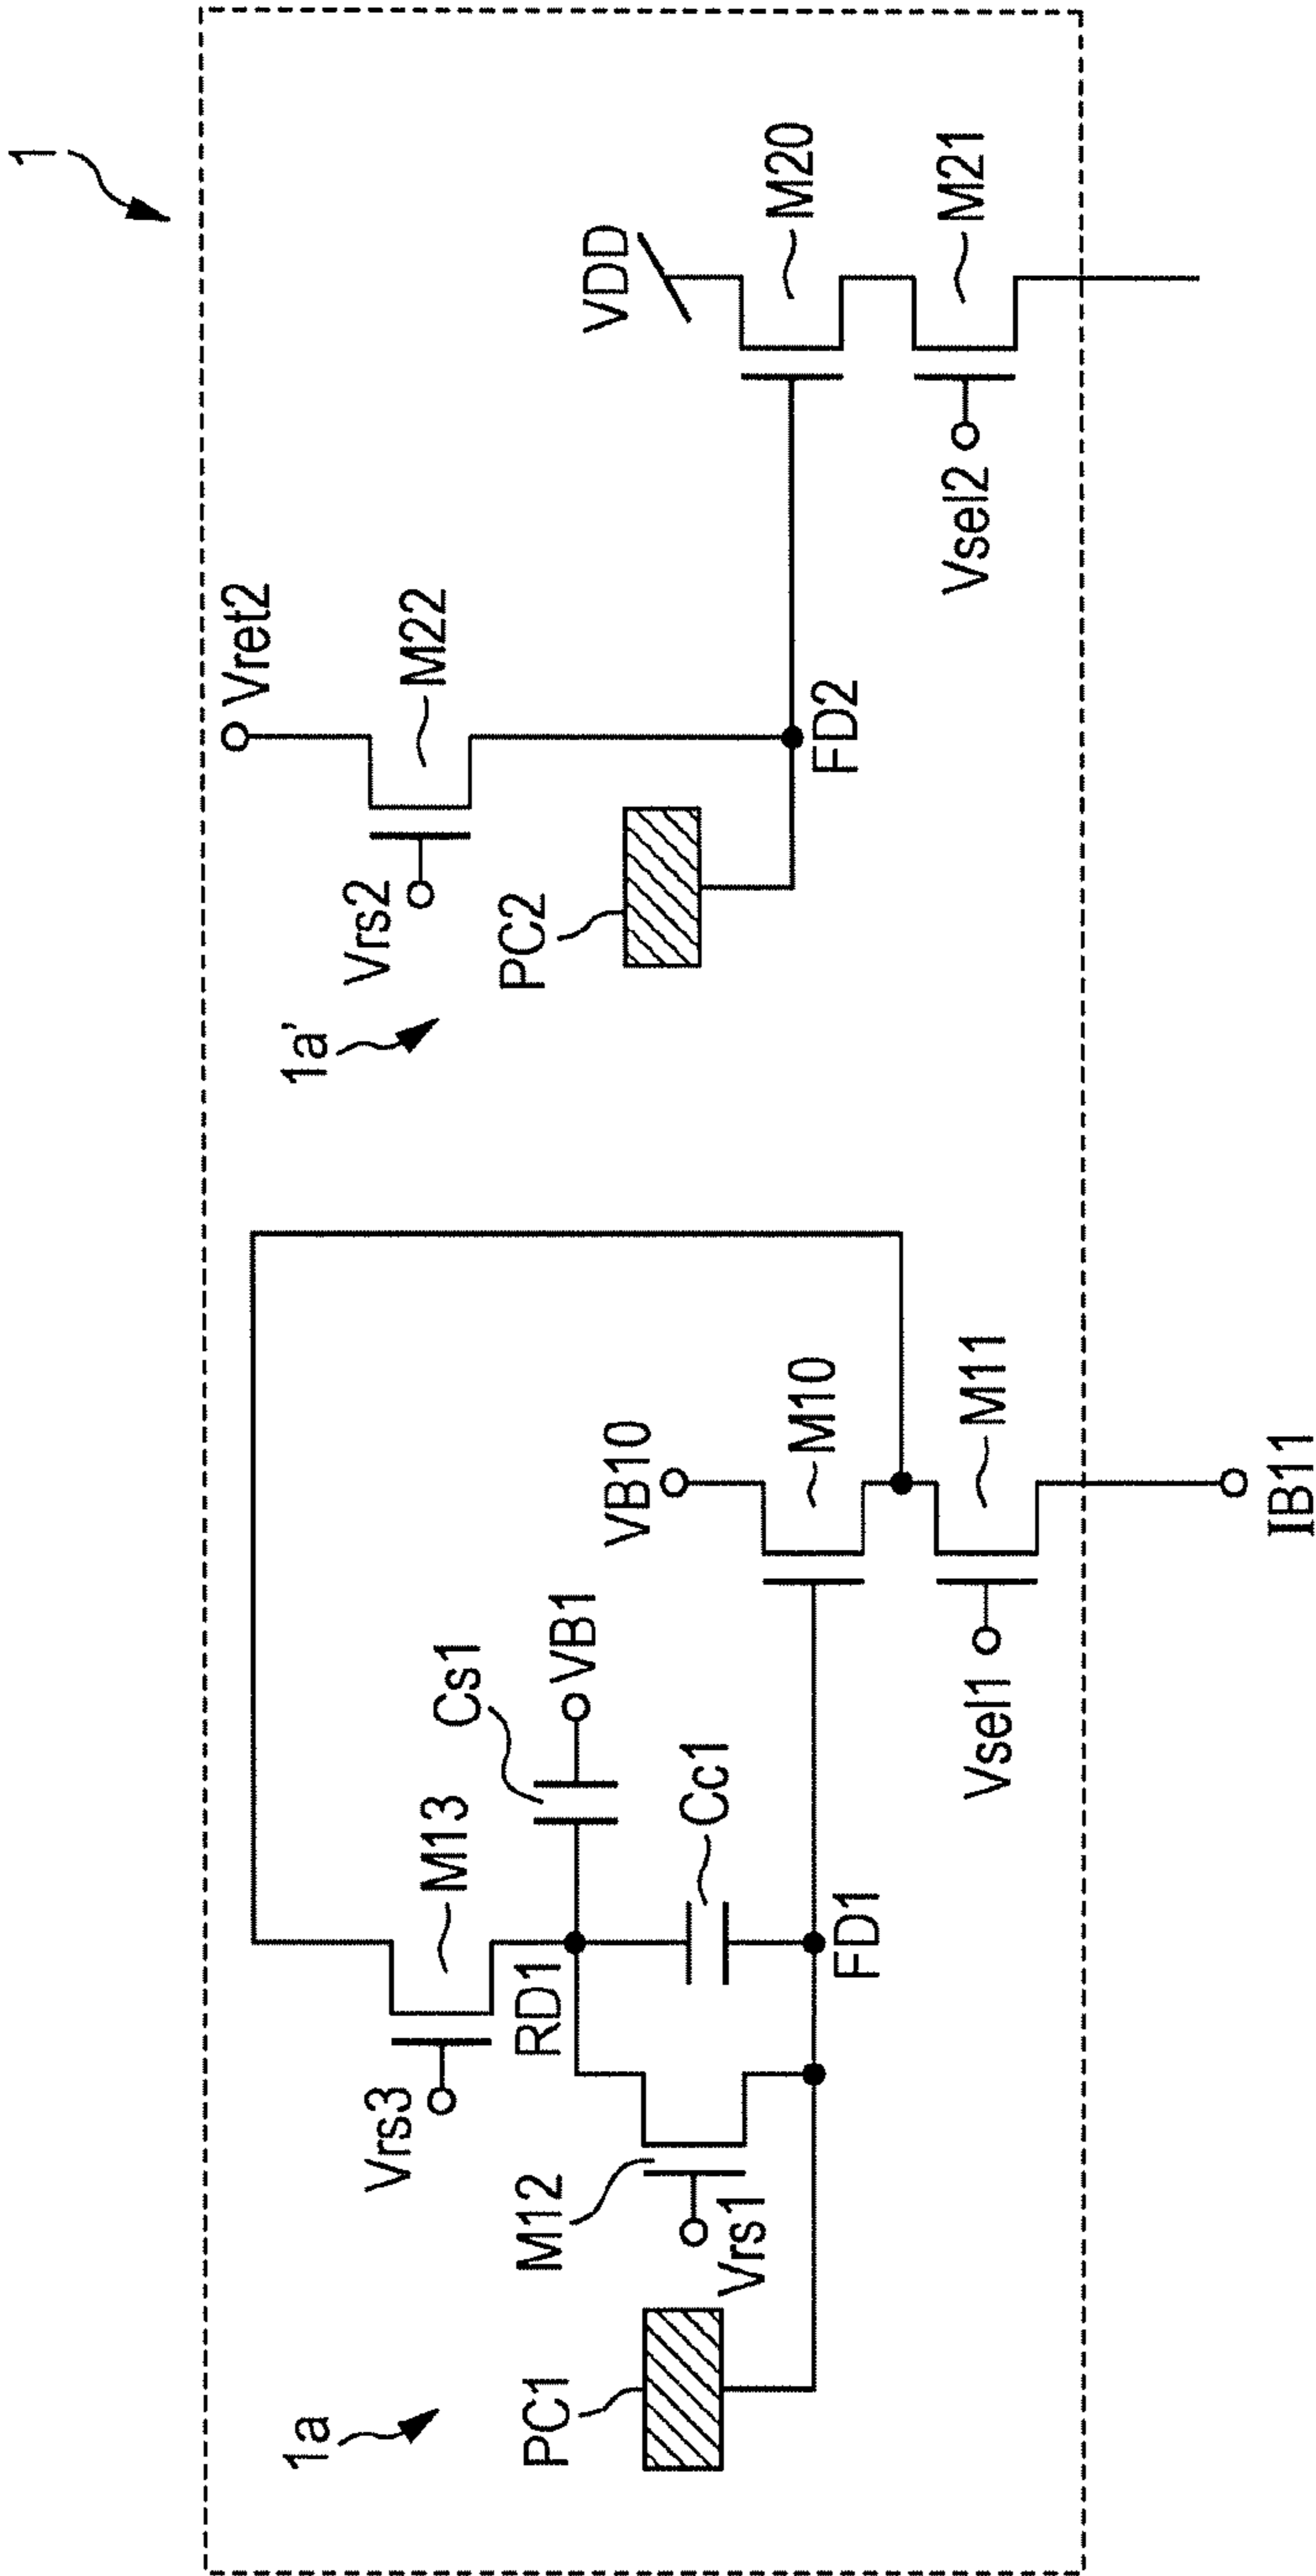 1
1a
PC1
M12
Vrs1
Vrs3
M13
RD1
Cs1
VB1
Cc1
FD1
VB10
M10
M11
Vsel1
IB11
1a'
PC2
Vrs2
Vret2
M22
FD2
VDD
M20
M21
Vsel2